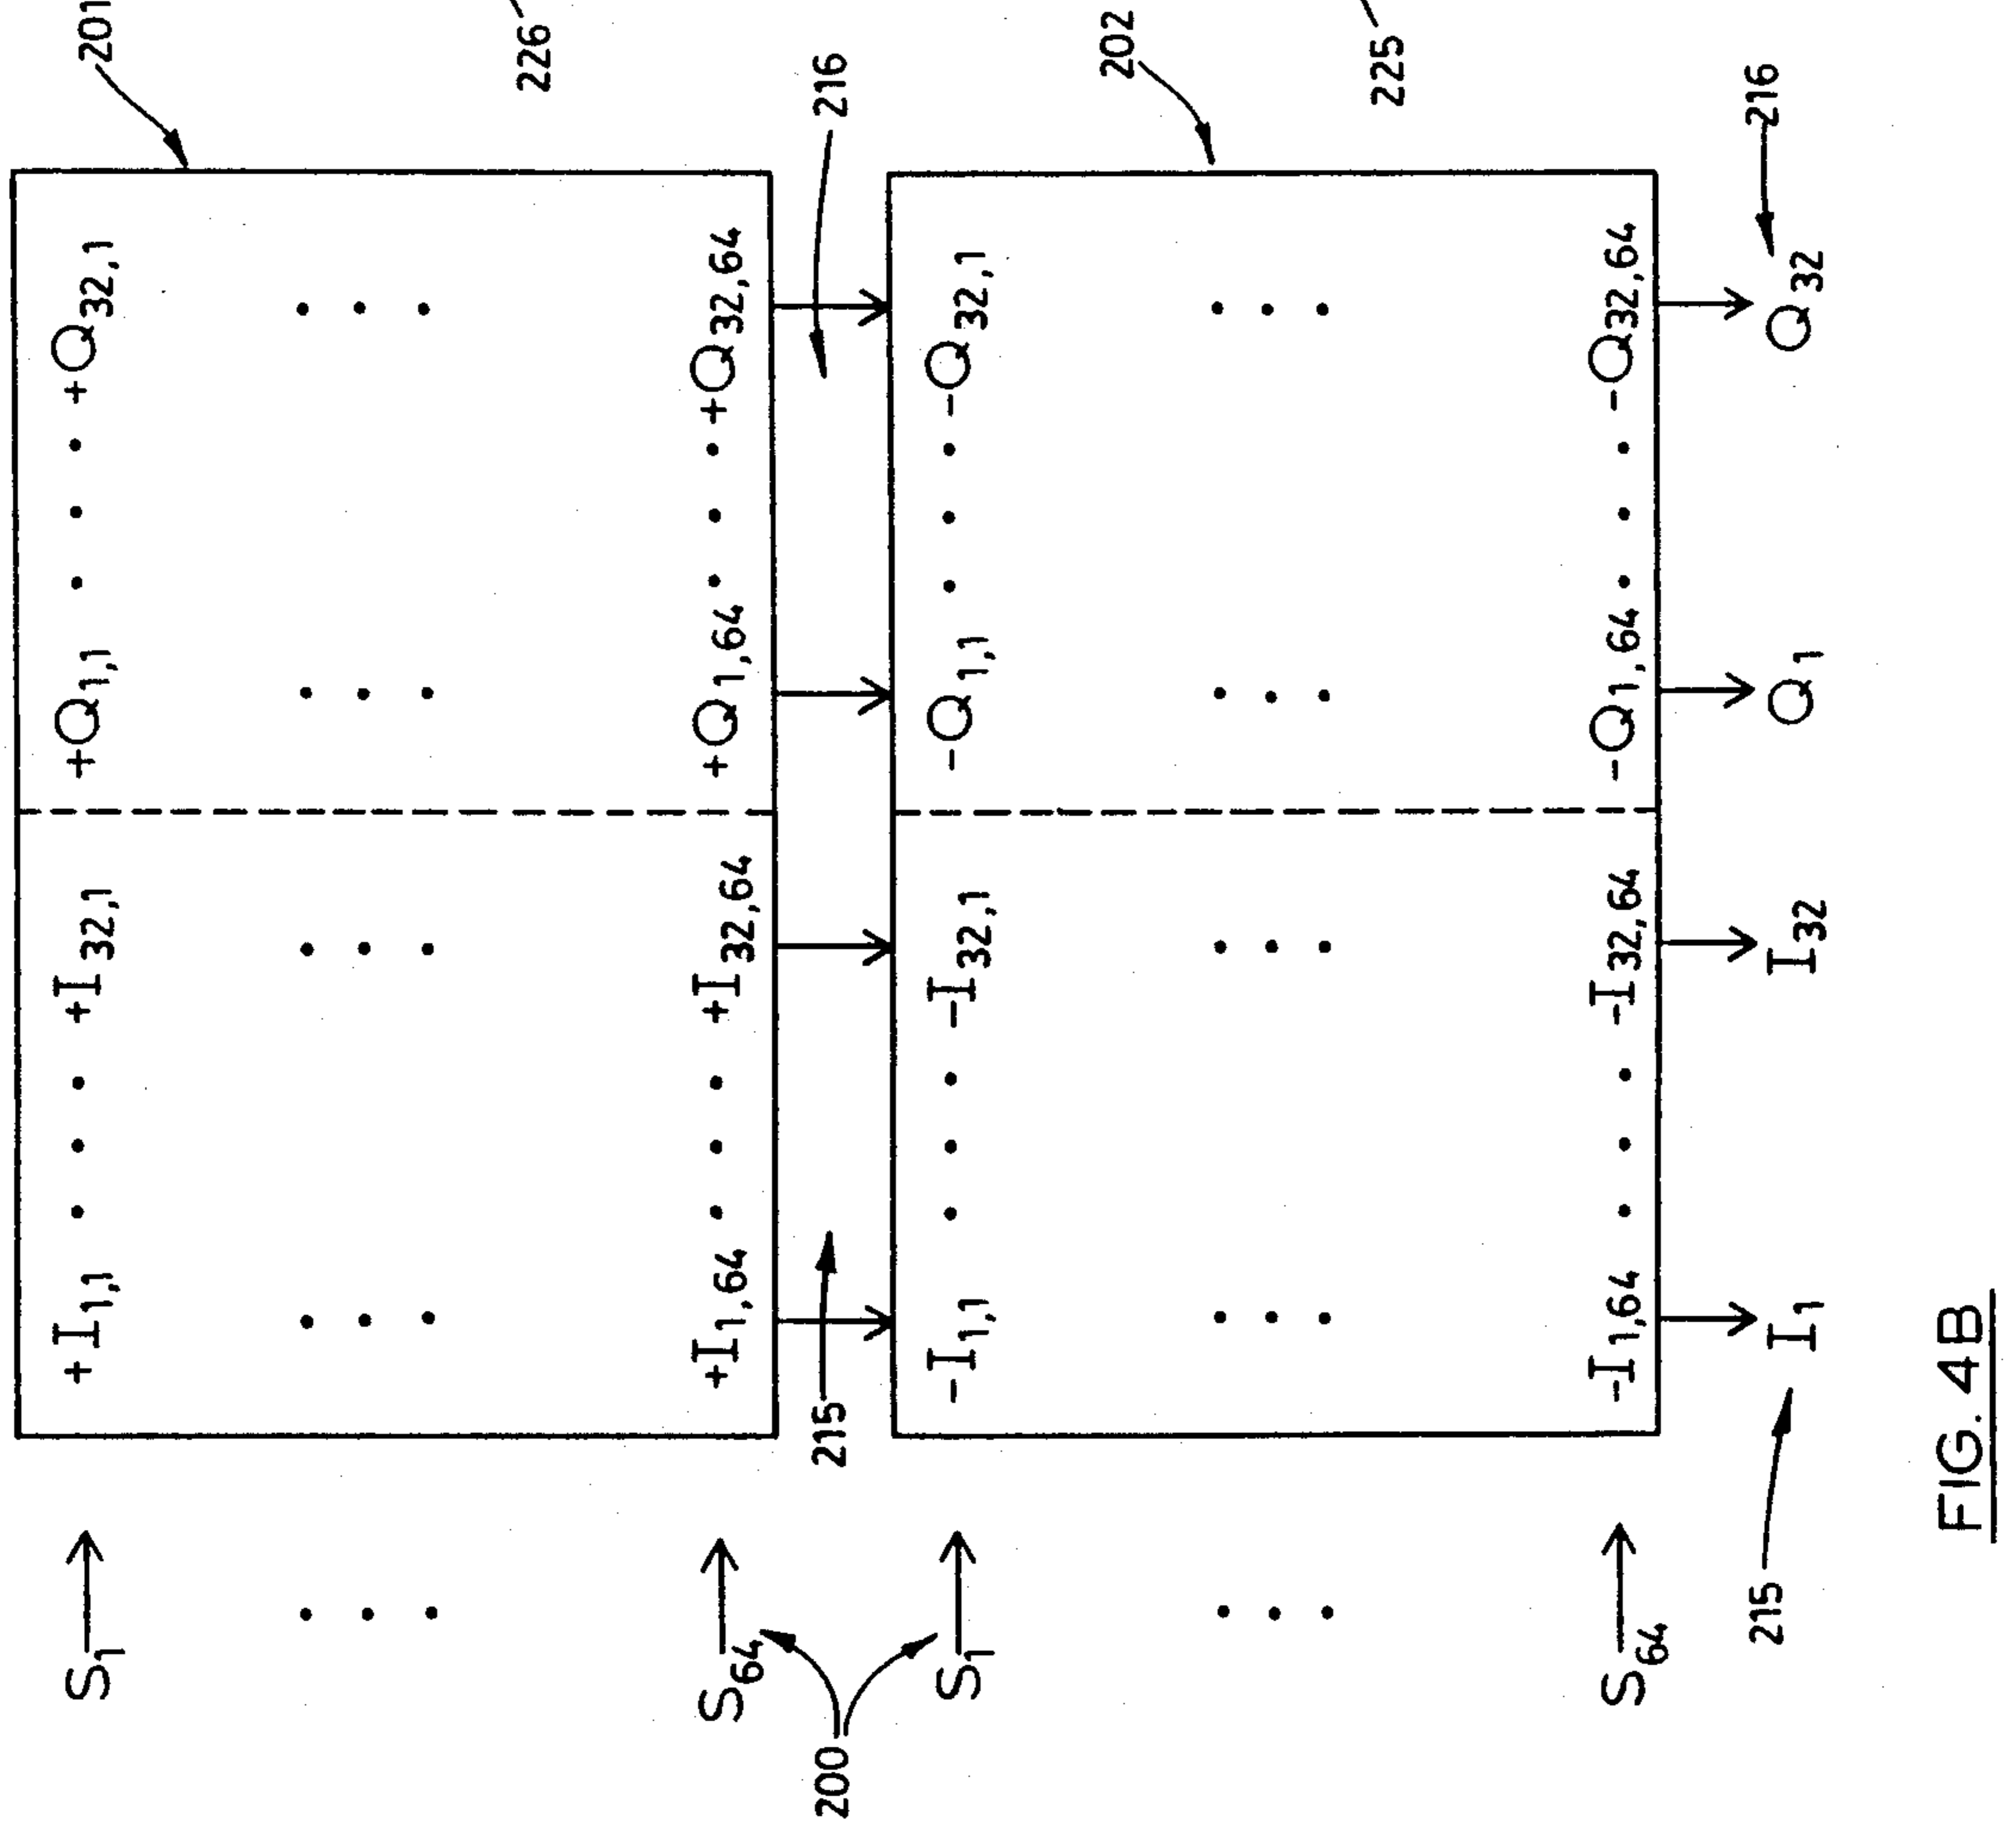 201
S₁ +I₁,₁ . . . +I₃₂,₁ +Q₁,₁ . . . +Q₃₂,₁
226
S₆₄ +I₁,₆₄ . . . +I₃₂,₆₄ +Q₁,₆₄ . . . +Q₃₂,₆₄
200 215 216
202
S₁ -I₁,₁ . . . -I₃₂,₁ -Q₁,₁ . . . -Q₃₂,₁
225
S₆₄ -I₁,₆₄ . . . -I₃₂,₆₄ -Q₁,₆₄ . . . -Q₃₂,₆₄
215 I₁ I₃₂ Q₁ Q₃₂ 216
FIG. 4B